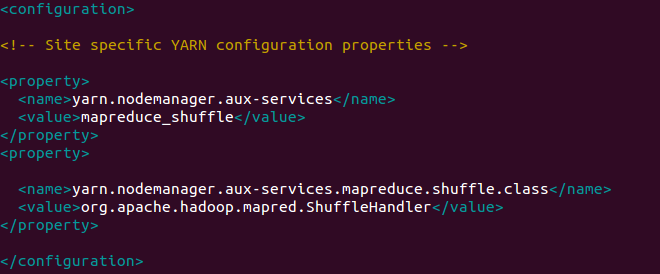 <configuration>
<!-- Site specific YARN configuration properties -->
<property>
<name>yarn.nodemanager.aux-services</name>
<value>mapreduce_shuffle</value>
</property>
<property>
<name>yarn.nodemanager.aux-services.mapreduce.shuffle.class</name>
<value>org.apache.hadoop.mapred.ShuffleHandler</value>
</property>
</configuration>